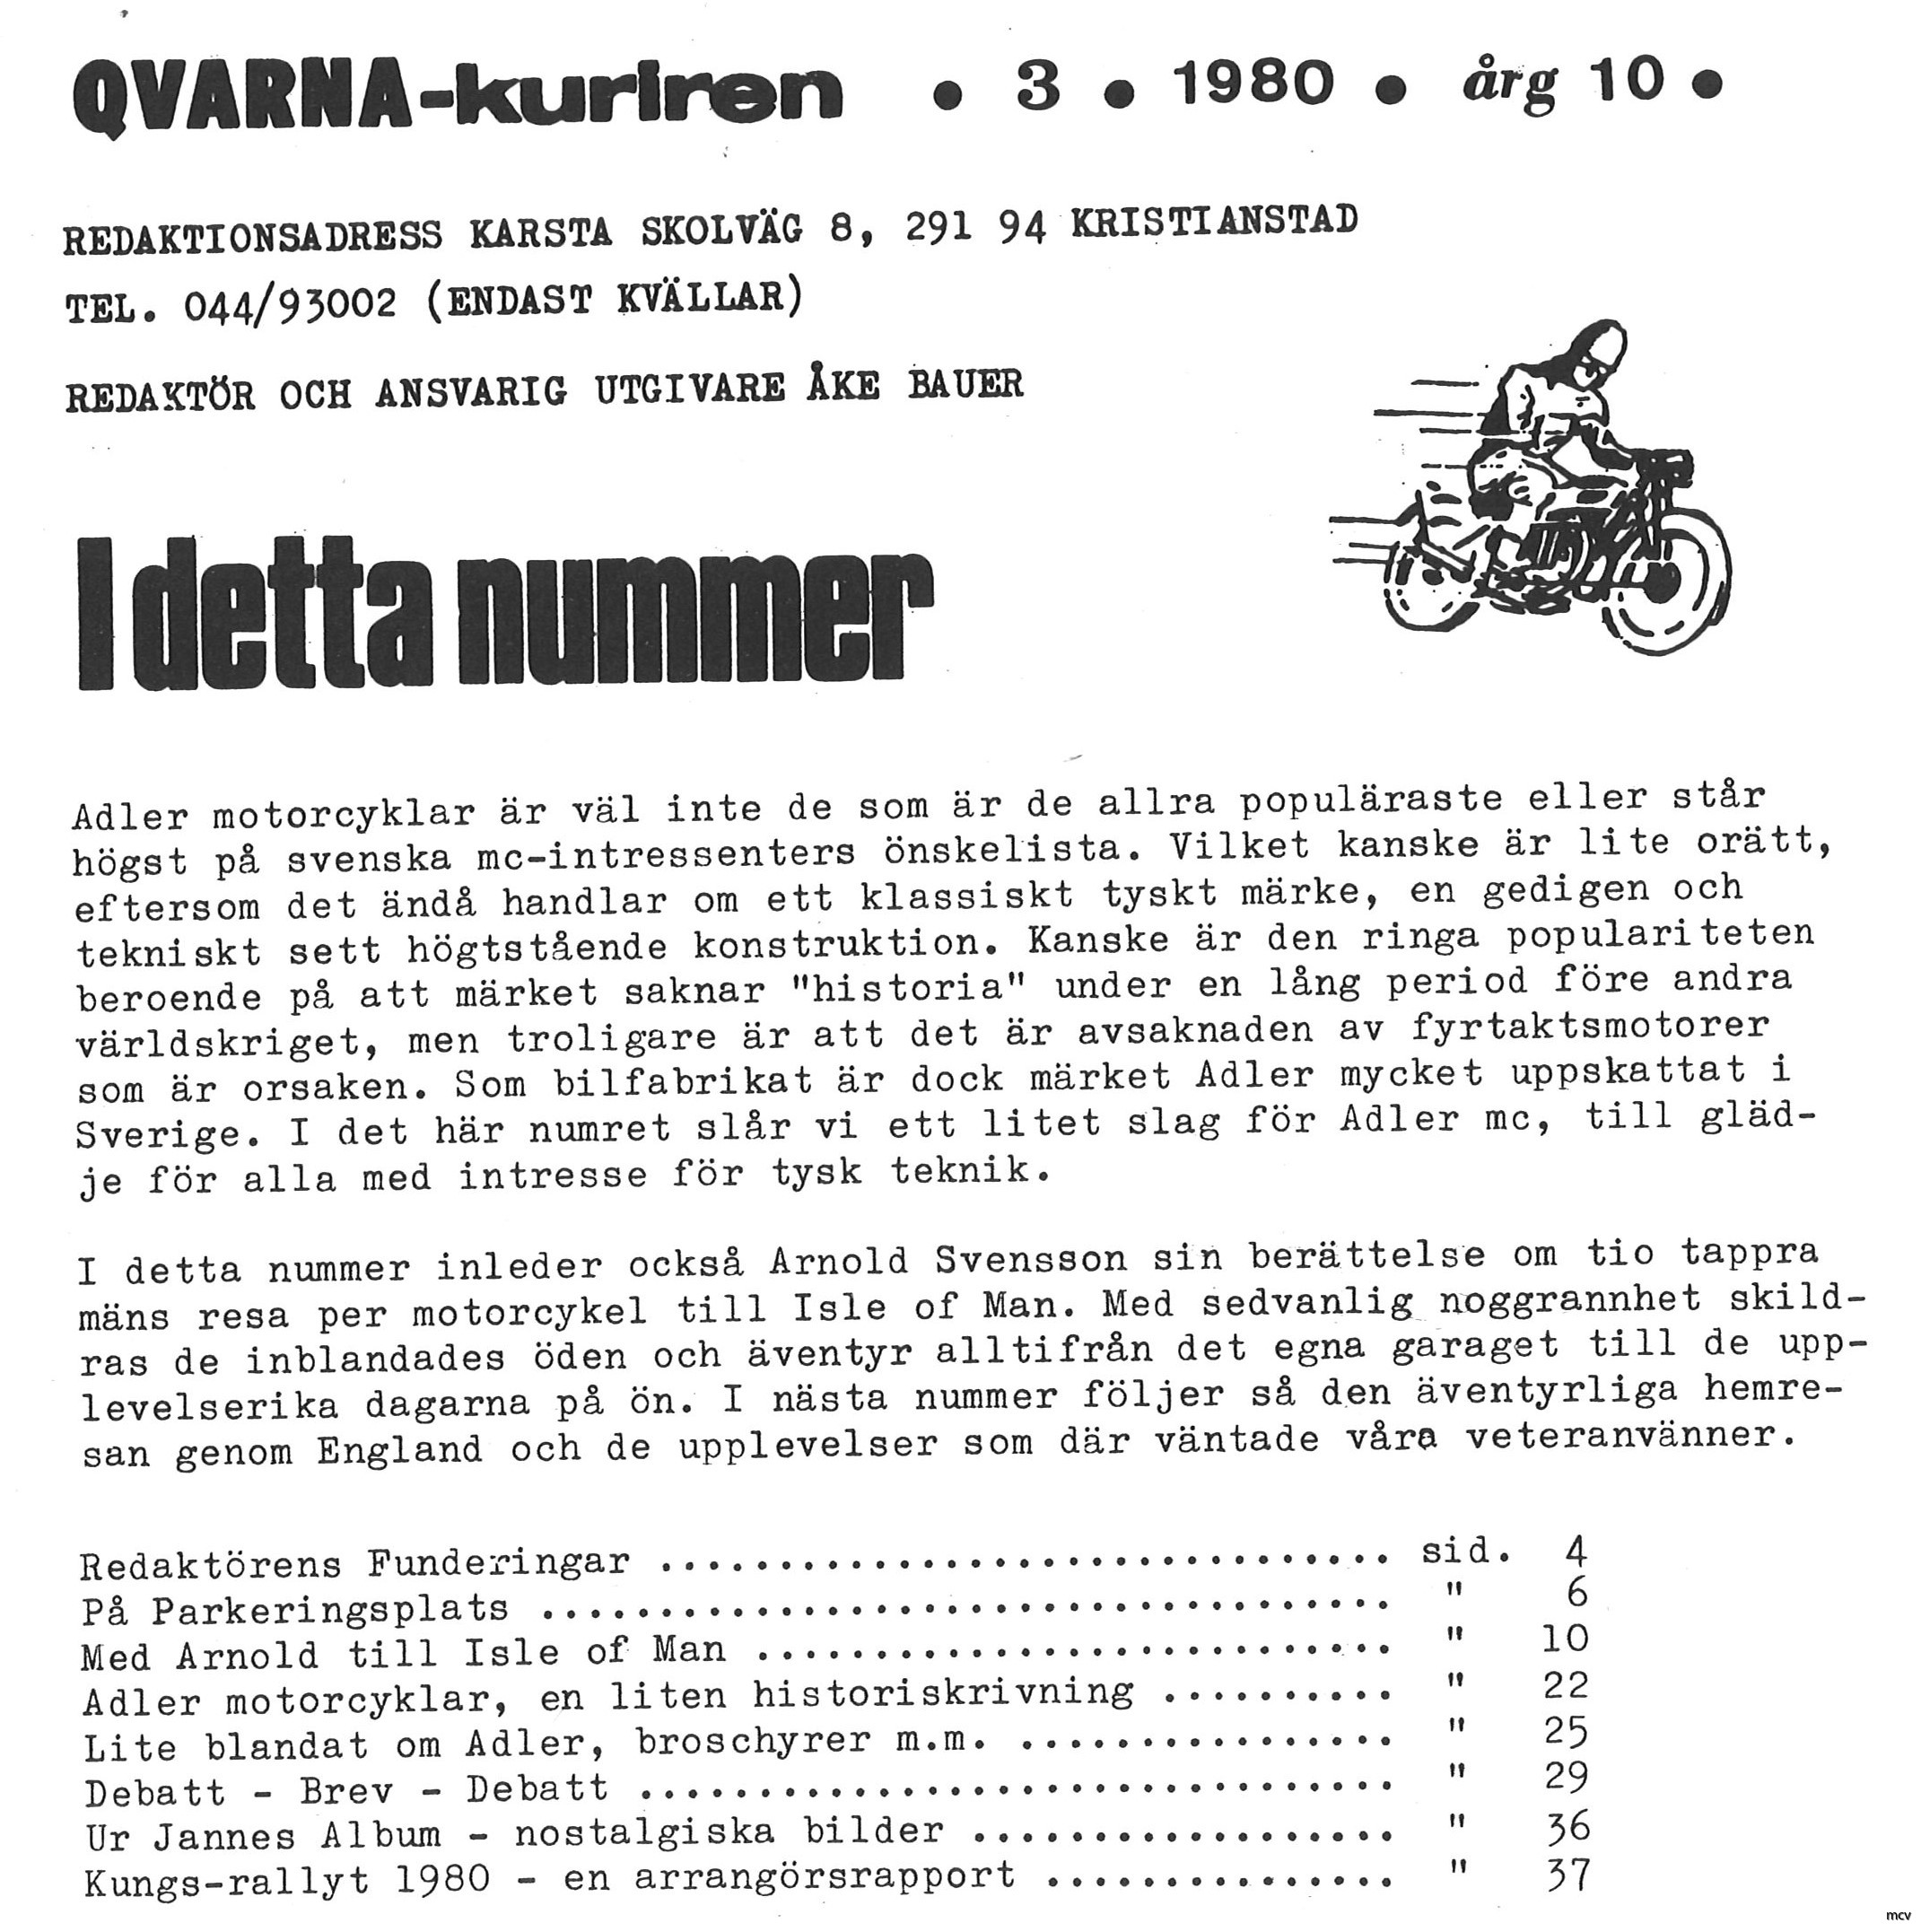 QVARNA-kuriren • 3 • 1980 • årg 10 •
REDAKTIONSADRESS KARSTA SKOLVÄG 8, 291 94 KRISTIANSTAD
TEL. 044/93002 (ENDAST KVÄLLAR)
REDAKTÖR OCH ANSVARIG UTGIVARE ÅKE BAUER
I detta nummer
Adler motorcyklar är väl inte de som är de allra populäraste eller står
högst på svenska mc-intressenters önskelista. Vilket kanske är lite orätt,
eftersom det ändå handlar om ett klassiskt tyskt märke, en gedigen och
tekniskt sett högtstående konstruktion. Kanske är den ringa populariteten
beroende på att märket saknar "historia" under en lång period före andra
världskriget, men troligare är att det är avsaknaden av fyrtaktsmotorer
som är orsaken. Som bilfabrikat är dock märket Adler mycket uppskattat i
Sverige. I det här numret slår vi ett litet slag för Adler mc, till gläd-
je för alla med intresse för tysk teknik.
I detta nummer inleder också Arnold Svensson sin berättelse om tio tappra
mäns resa per motorcykel till Isle of Man. Med sedvanlig noggrannhet skild-
ras de inblandades öden och äventyr alltifrån det egna garaget till de upp-
levelserika dagarna på ön. I nästa nummer följer så den äventyrliga hemre-
san genom England och de upplevelser som där väntade våra veteranvänner.
Redaktörens Funderingar ............................... sid. 4
På Parkeringsplats .................................... " 6
Med Arnold till Isle of Man ........................... " 10
Adler motorcyklar, en liten historiskrivning .......... " 22
Lite blandat om Adler, broschyrer m.m. ................ " 25
Debatt - Brev - Debatt ................................ " 29
Ur Jannes Album - nostalgiska bilder .................. " 36
Kungs-rallyt 1980 - en arrangörsrapport ............... " 37
mcv